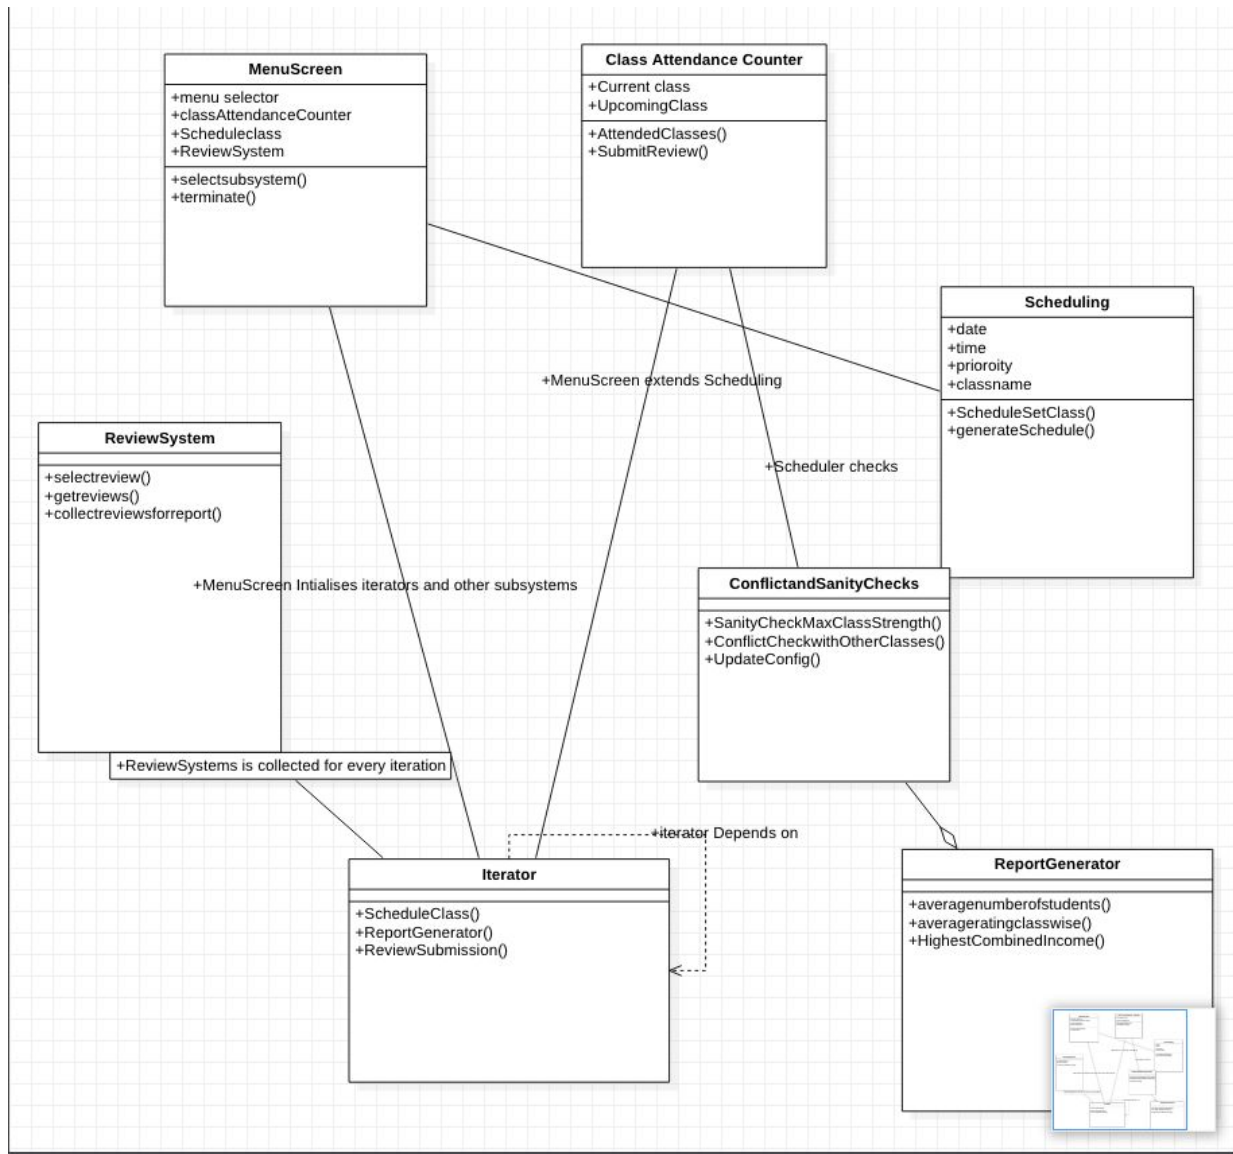 MenuScreen
+menu selector
+classAttendanceCounter
+Scheduleclass
+ReviewSystem
+selectsubsystem()
+terminate()
Class Attendance Counter
+Current class
+UpcomingClass
+AttendedClasses()
+SubmitReview()
Scheduling
+date
+time
+prioroity
+classname
+ScheduleSetClass()
+generateSchedule()
+MenuScreen extends Scheduling
+Scheduler checks
ReviewSystem
+selectreview()
+getreviews()
+collectreviewsforreport()
+MenuScreen Intialises iterators and other subsystems
ConflictandSanityChecks
+SanityCheckMaxClassStrength()
+ConflictCheckwithOtherClasses()
+UpdateConfig()
+ReviewSystems is collected for every iteration
+iterator Depends on
Iterator
+ScheduleClass()
+ReportGenerator()
+ReviewSubmission()
ReportGenerator
+averagenumberofstudents()
+averageratingclasswise()
+HighestCombinedIncome()